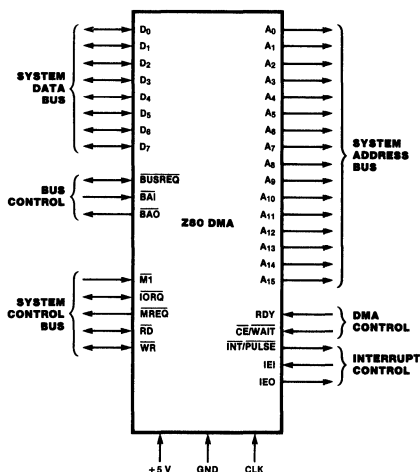 SYSTEM
DATA
BUS
D0
D1
D2
D3
D4
D5
D6
D7
BUS
CONTROL
BUSREQ
BAI
BAO
SYSTEM
CONTROL
BUS
M1
IORQ
MREQ
RD
WR
Z80 DMA
A0
A1
A2
A3
A4
A5
A6
A7
A8
A9
A10
A11
A12
A13
A14
A15
SYSTEM
ADDRESS
BUS
RDY
CE/WAIT
DMA
CONTROL
INT/PULSE
IEI
IEO
INTERRUPT
CONTROL
+5 V
GND
CLK